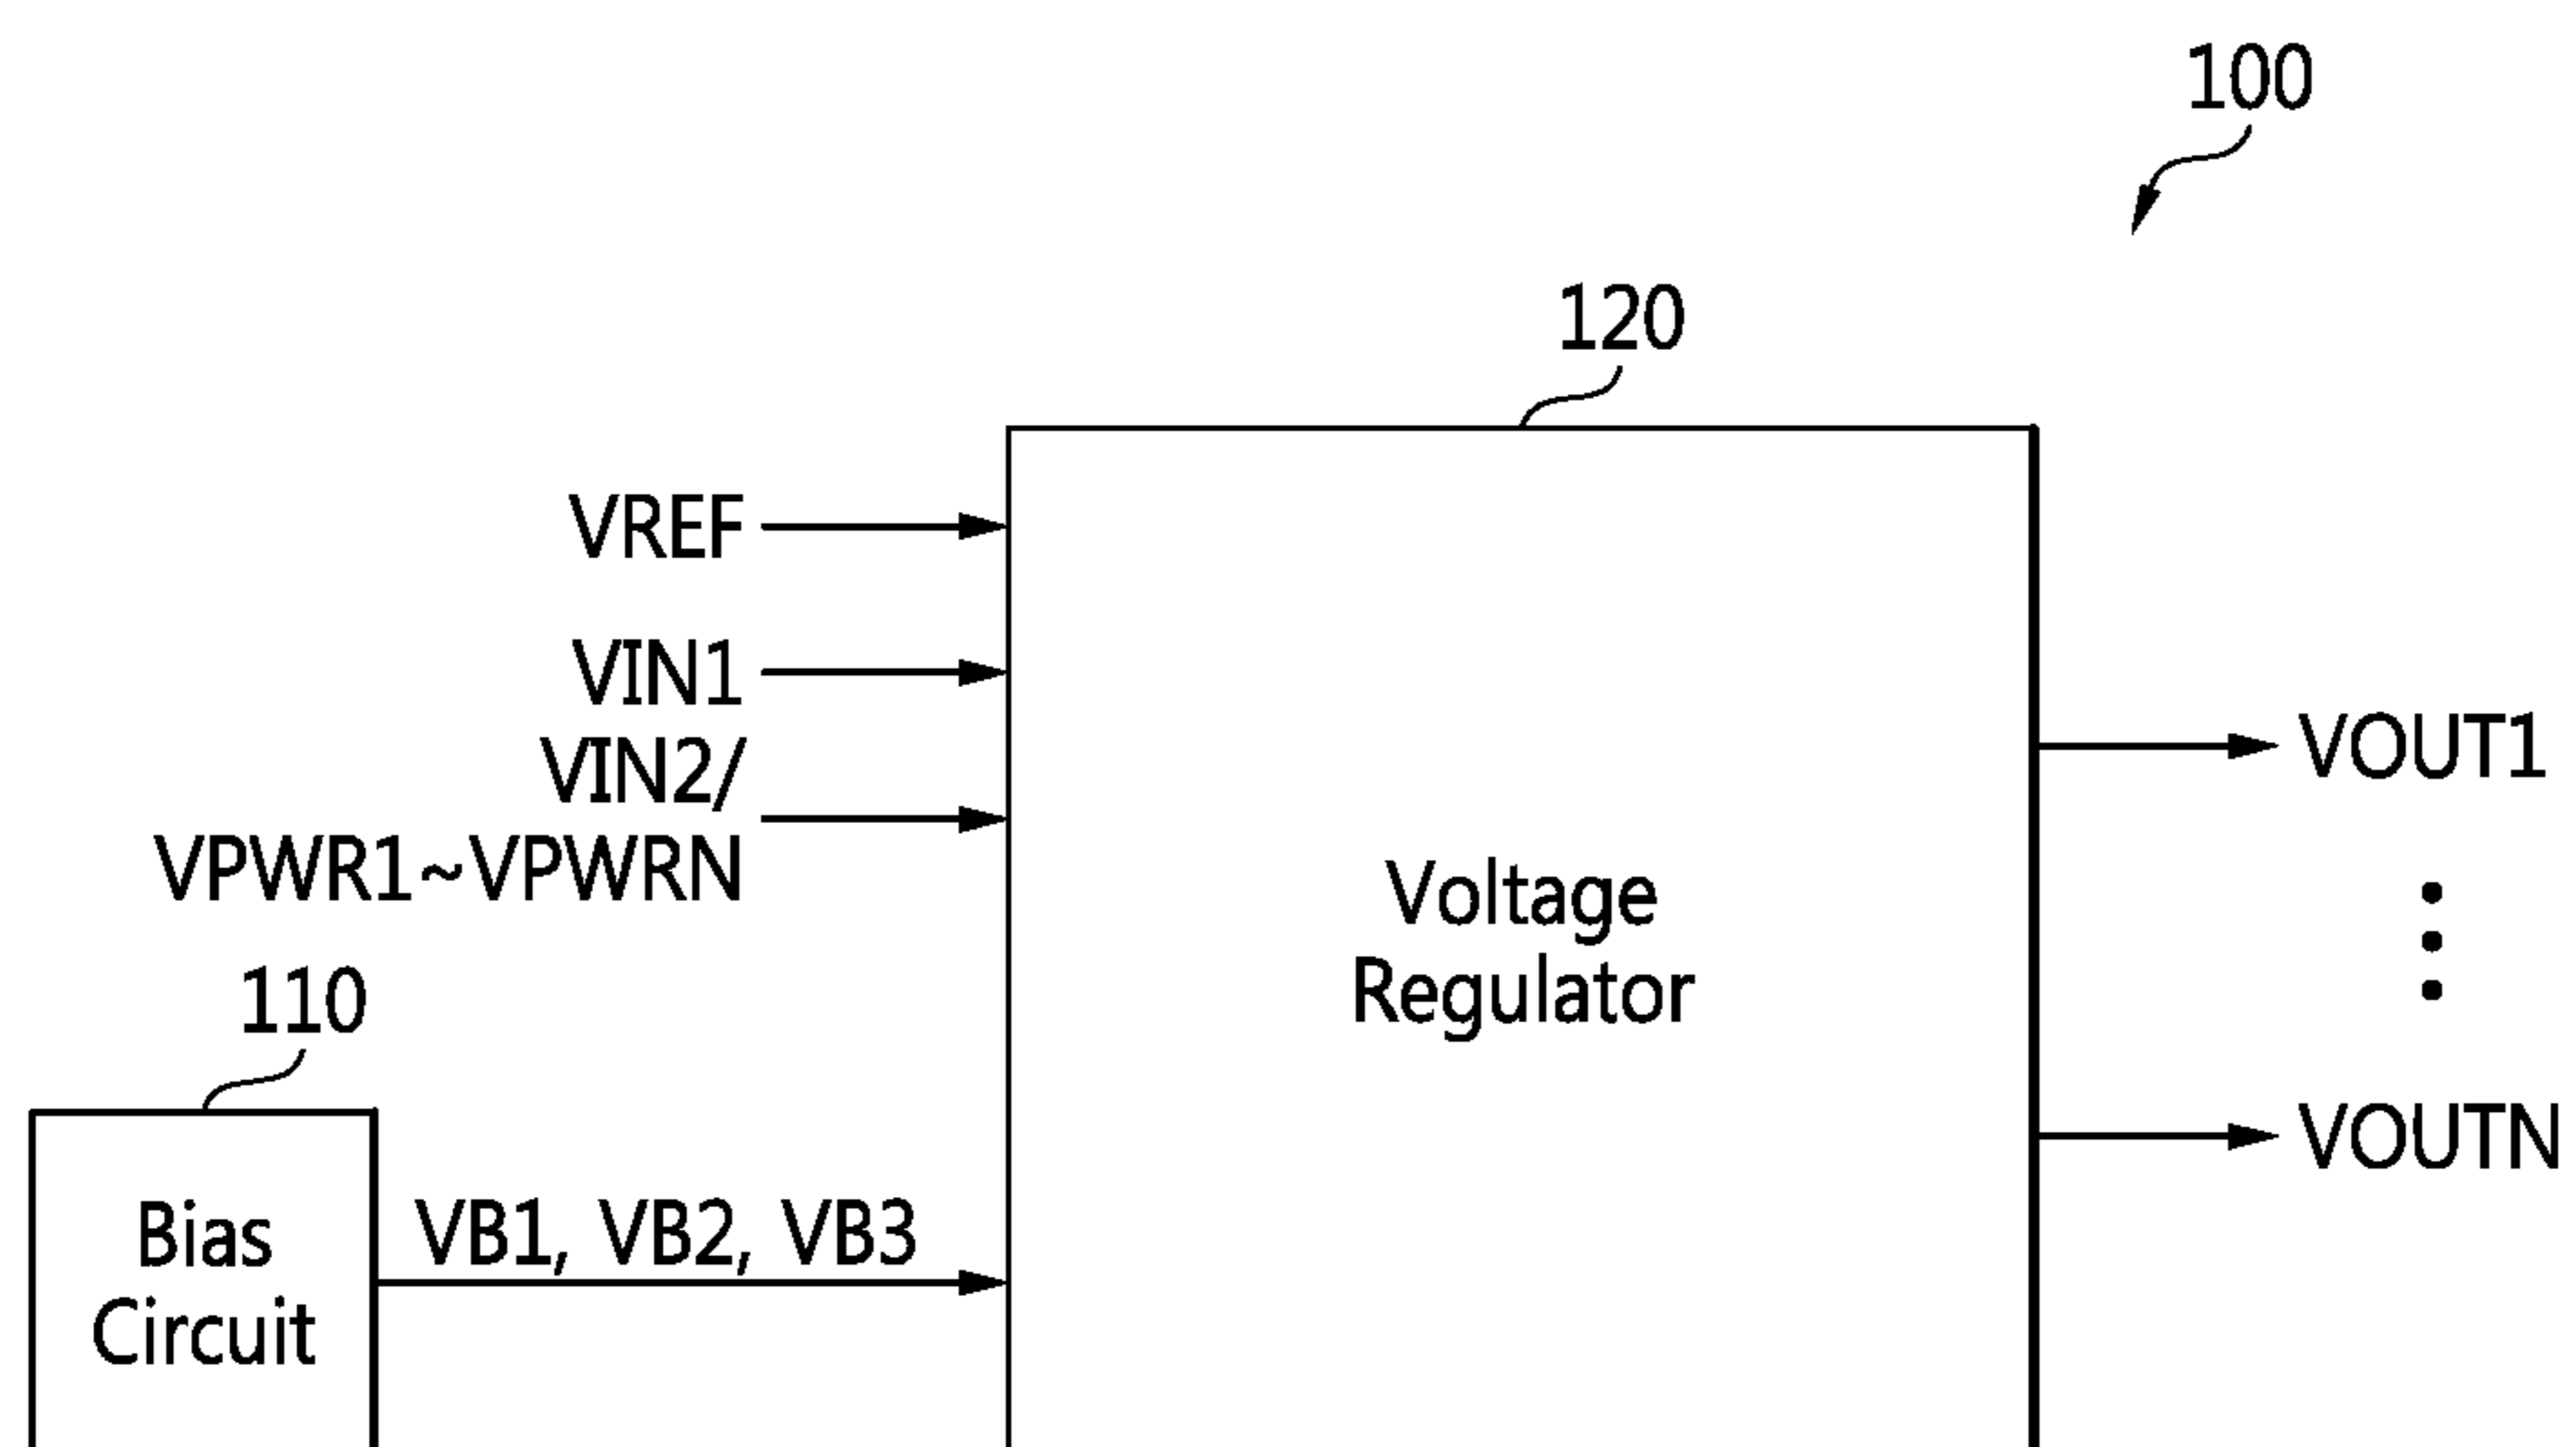 100
120
VREF
VIN1
VIN2/
VPWR1~VPWRN
Voltage
Regulator
VOUT1
VOUTN
110
Bias
Circuit
VB1, VB2, VB3